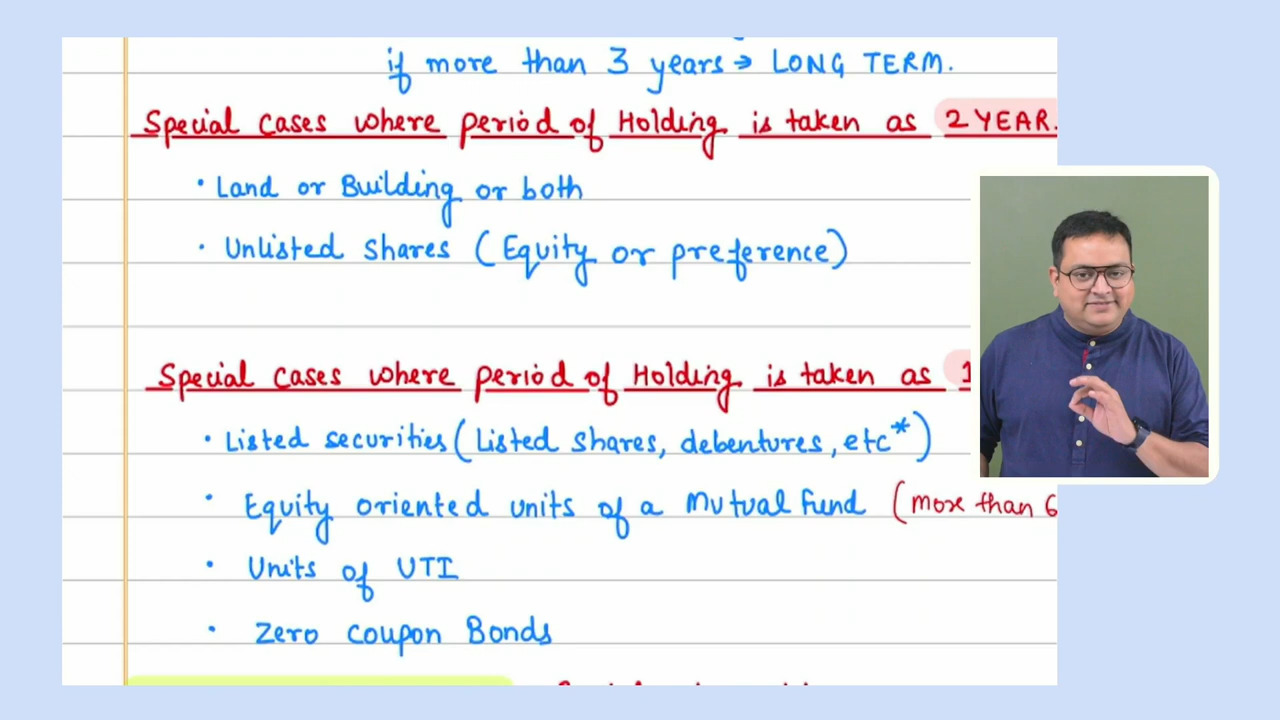 if more than 3 years → LONG TERM.
Special cases where period of Holding is taken as 2 YEAR.
• Land or Building or both
• Unlisted shares (Equity or preference)
Special cases where period of Holding is taken as 1
• Listed securities (Listed shares, debentures, etc*)
• Equity oriented units of a Mutual Fund (more than 6
• Units of UTI
• Zero Coupon Bonds